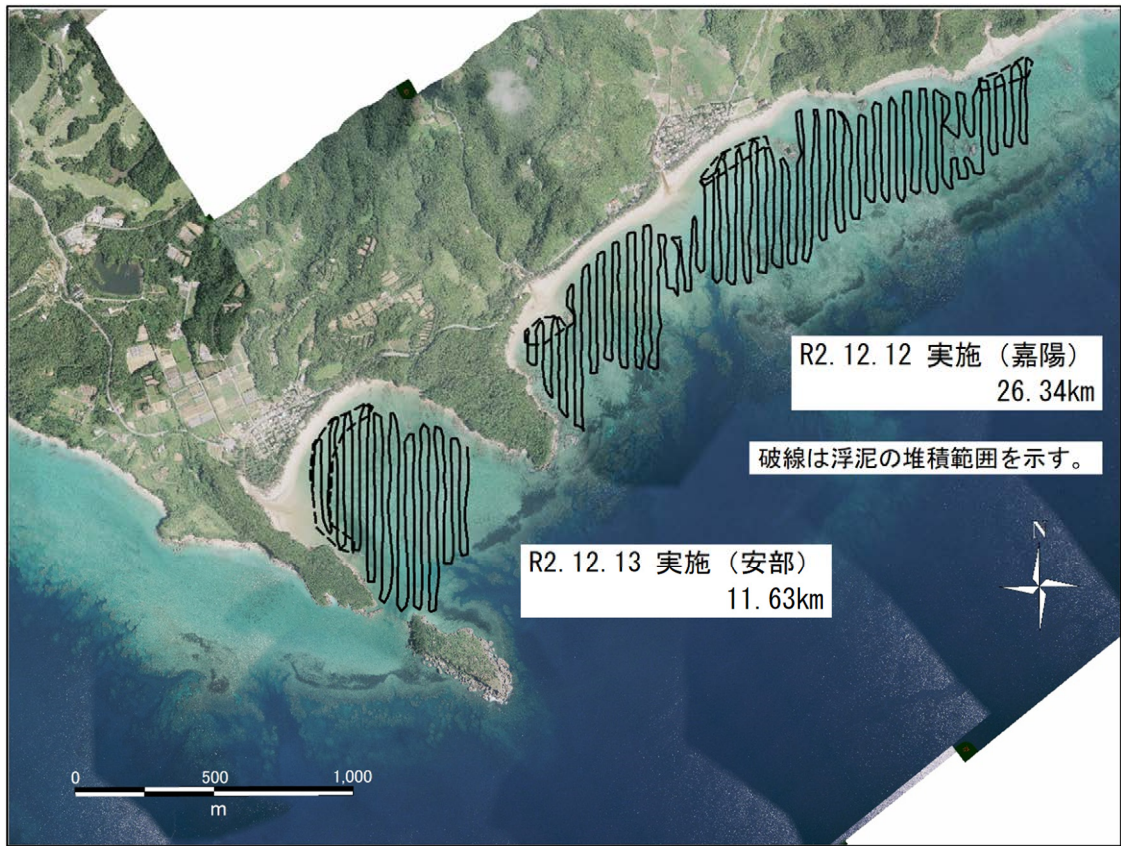 R2.12.12 実施（嘉陽）
26.34km
破線は浮泥の堆積範囲を示す。
N
R2.12.13 実施（安部）
11.63km
0 500 1,000
m